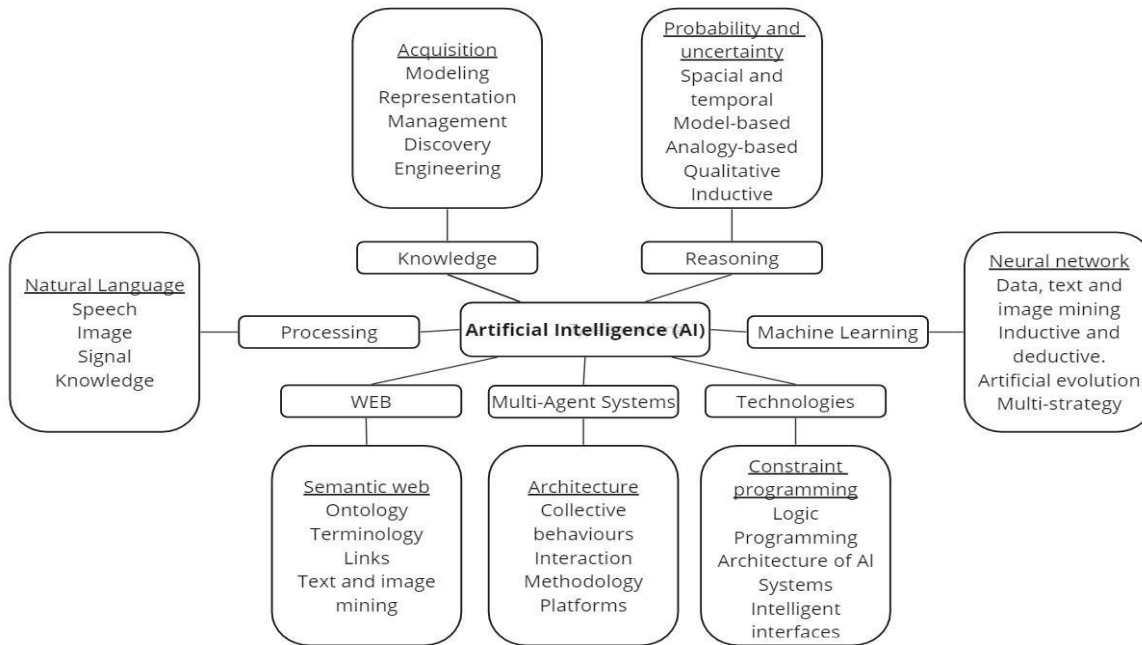 Acquisition
Modeling
Representation
Management
Discovery
Engineering
Probability and
uncertainty
Spacial and
temporal
Model-based
Analogy-based
Qualitative
Inductive
Knowledge
Reasoning
Natural Language
Speech
Image
Signal
Knowledge
Processing
Artificial Intelligence (AI)
Machine Learning
Neural network
Data, text and
image mining
Inductive and
deductive.
Artificial evolution
Multi-strategy
WEB
Multi-Agent Systems
Technologies
Semantic web
Ontology
Terminology
Links
Text and image
mining
Architecture
Collective
behaviours
Interaction
Methodology
Platforms
Constraint
programming
Logic
Programming
Architecture of AI
Systems
Intelligent
interfaces